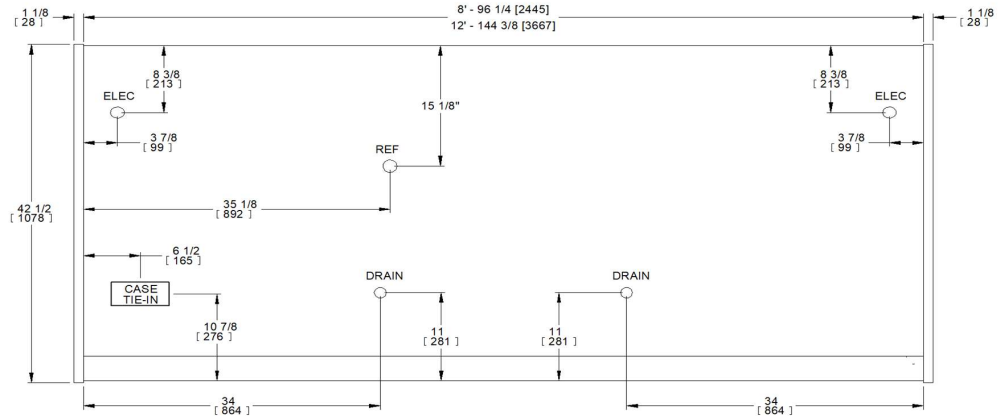 8' - 96 1/4 [2445]
12' - 144 3/8 [3667]
1 1/8
[ 28 ]
1 1/8
[ 28 ]
8 3/8
[ 213 ]
8 3/8
[ 213 ]
ELEC
ELEC
15 1/8"
3 7/8
[ 99 ]
3 7/8
[ 99 ]
REF
35 1/8
[ 892 ]
42 1/2
[ 1078 ]
6 1/2
[ 165 ]
DRAIN
DRAIN
CASE
TIE-IN
10 7/8
[ 276 ]
11
[ 281 ]
11
[ 281 ]
34
[ 864 ]
34
[ 864 ]